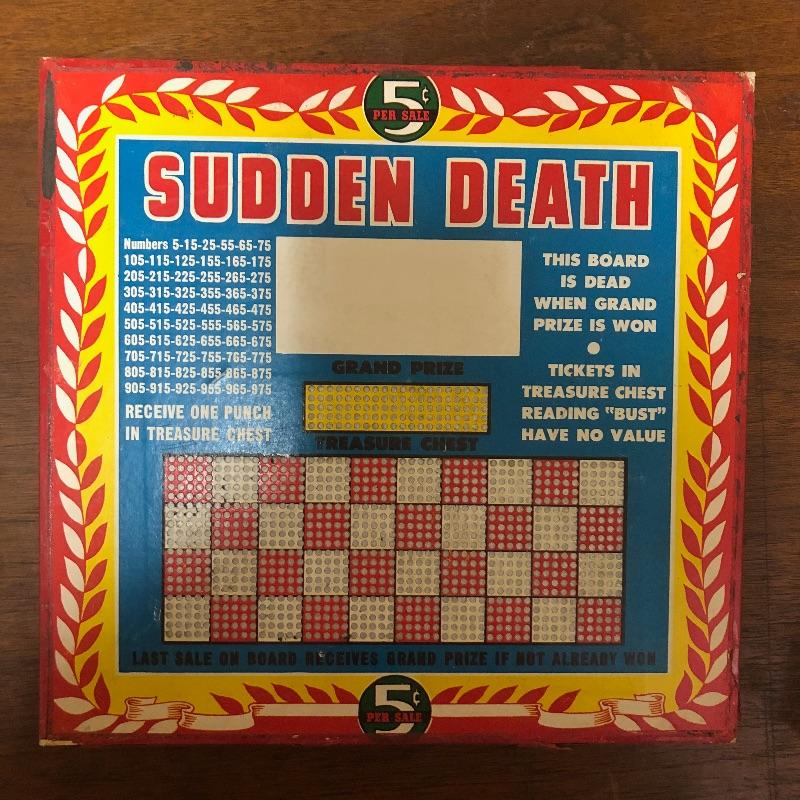 5¢
PER SALE
SUDDEN DEATH
Numbers 5-15-25-55-65-75
105-115-125-155-165-175
205-215-225-255-265-275
305-315-325-355-365-375
405-415-425-455-465-475
505-515-525-555-565-575
605-615-625-655-665-675
705-715-725-755-765-775
805-815-825-855-865-875
905-915-925-955-965-975
RECEIVE ONE PUNCH
IN TREASURE CHEST
THIS BOARD
IS DEAD
WHEN GRAND
PRIZE IS WON
TICKETS IN
TREASURE CHEST
READING "BUST"
HAVE NO VALUE
GRAND PRIZE
TREASURE CHEST
LAST SALE ON BOARD RECEIVES GRAND PRIZE IF NOT ALREADY WON
5¢
PER SALE